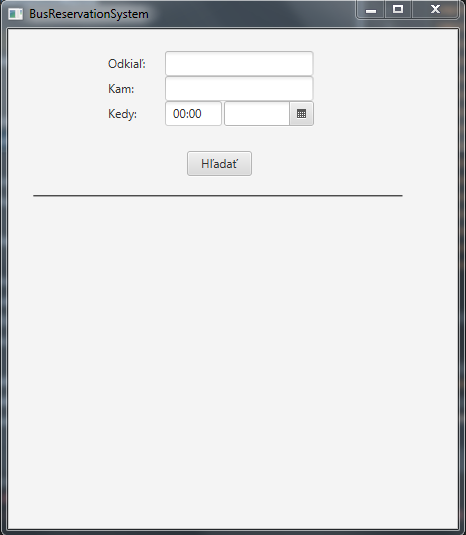 BusReservationSystem
Odkiaľ:
Kam:
Kedy: 00:00
Hľadať